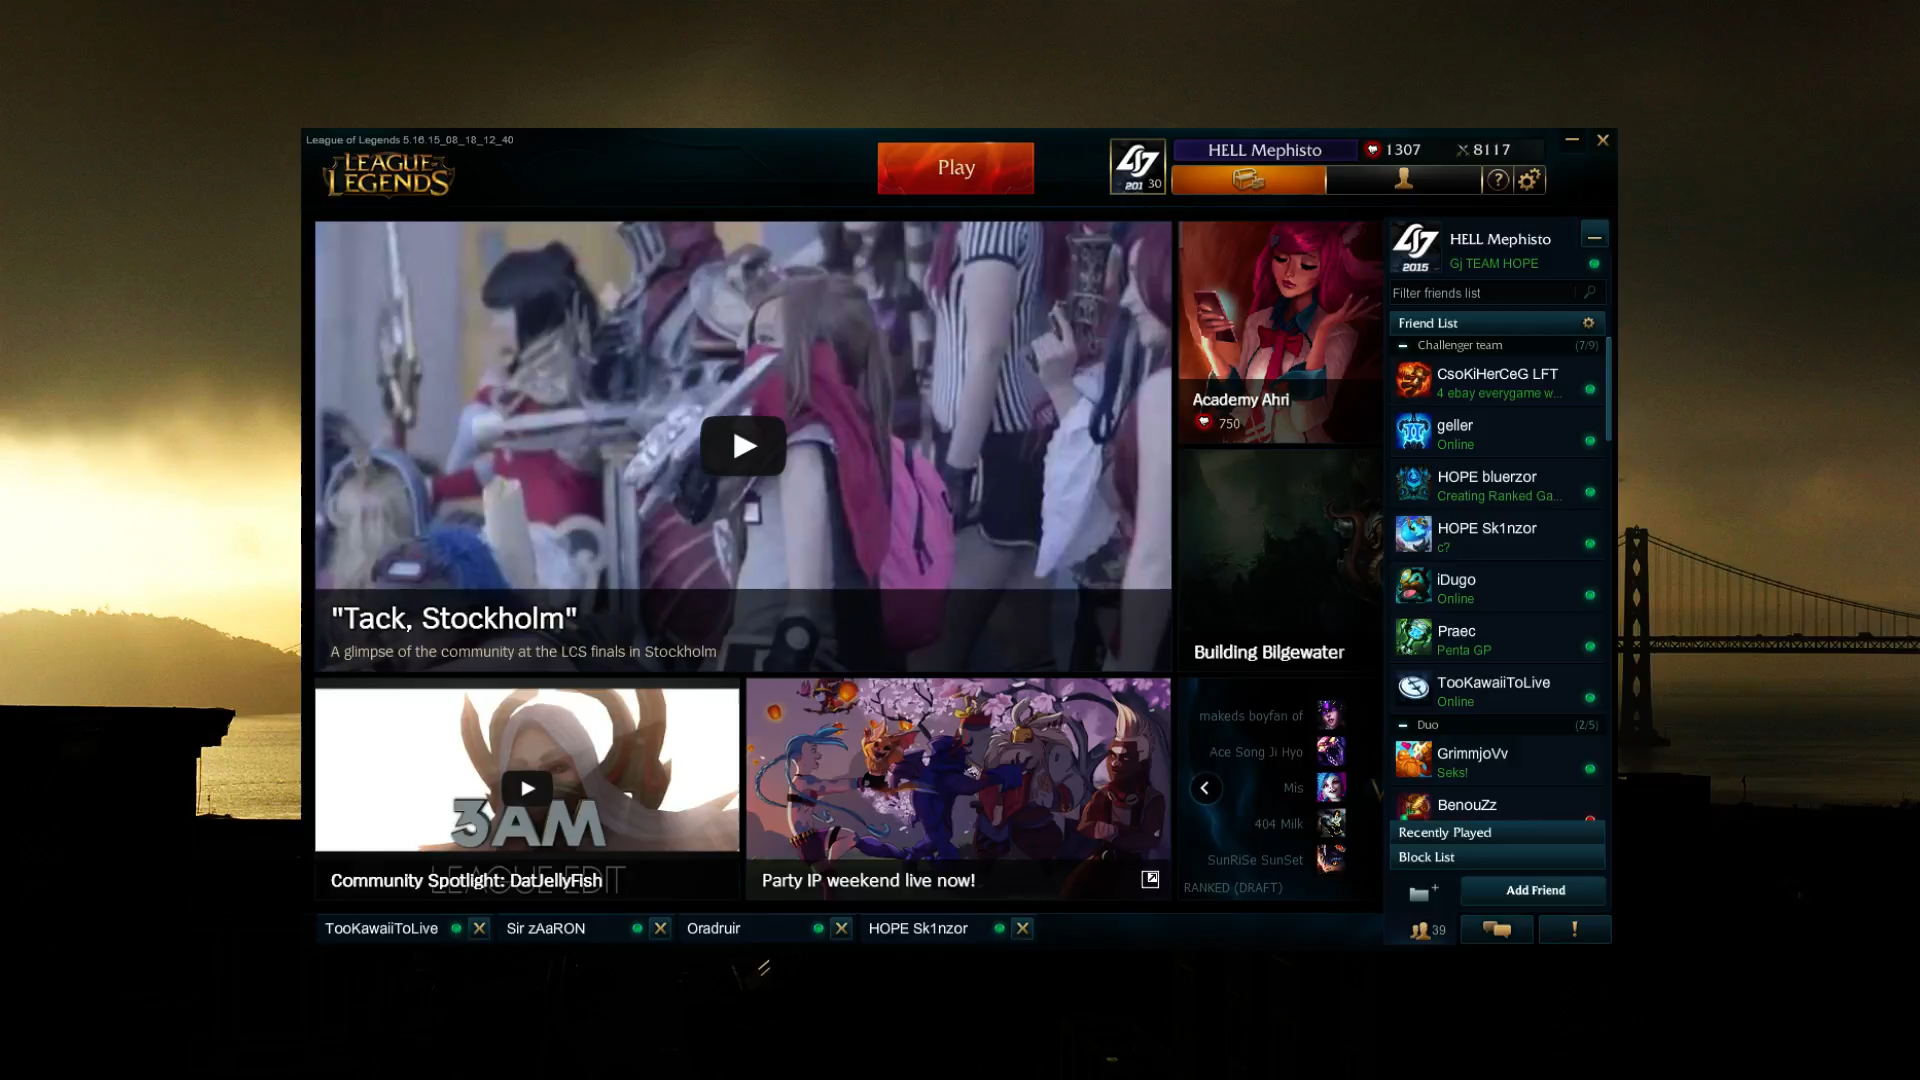 League of Legends 5.16.15_08_18_12_40
LEAGUE OF LEGENDS
Play
201 30
HELL Mephisto
1307
8117
?
HELL Mephisto
Gj TEAM HOPE
2015
Filter friends list
Friend List
Challenger team (7/9)
CsoKiHerCeG LFT
4 ebay everygame w...
geller
Online
HOPE bluerzor
Creating Ranked Ga...
HOPE Sk1nzor
c?
iDugo
Online
Praec
Penta GP
TooKawaiiToLive
Online
Duo (2/5)
GrimmjoVv
Seks!
BenouZz
Recently Played
Block List
Add Friend
39
!
"Tack, Stockholm"
A glimpse of the community at the LCS finals in Stockholm
Academy Ahri
750
Building Bilgewater
3AM
LEAGUE EDIT
Community Spotlight: DatJellyFish
Party IP weekend live now!
makeds boyfan of
Ace Song Ji Hyo
Mis
404 Milk
SunRiSe SunSet
RANKED (DRAFT)
TooKawaiiToLive
Sir zAaRON
Oradruir
HOPE Sk1nzor